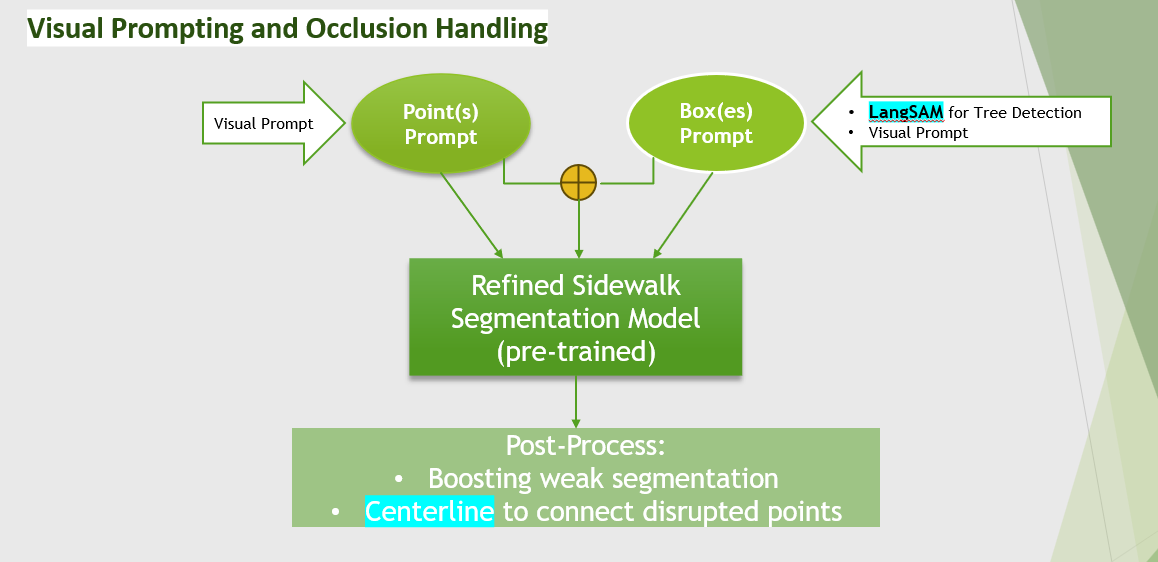 Visual Prompting and Occlusion Handling
Visual Prompt
Point(s)
Prompt
Box(es)
Prompt
• LangSAM for Tree Detection
• Visual Prompt
Refined Sidewalk
Segmentation Model
(pre-trained)
Post-Process:
• Boosting weak segmentation
• Centerline to connect disrupted points